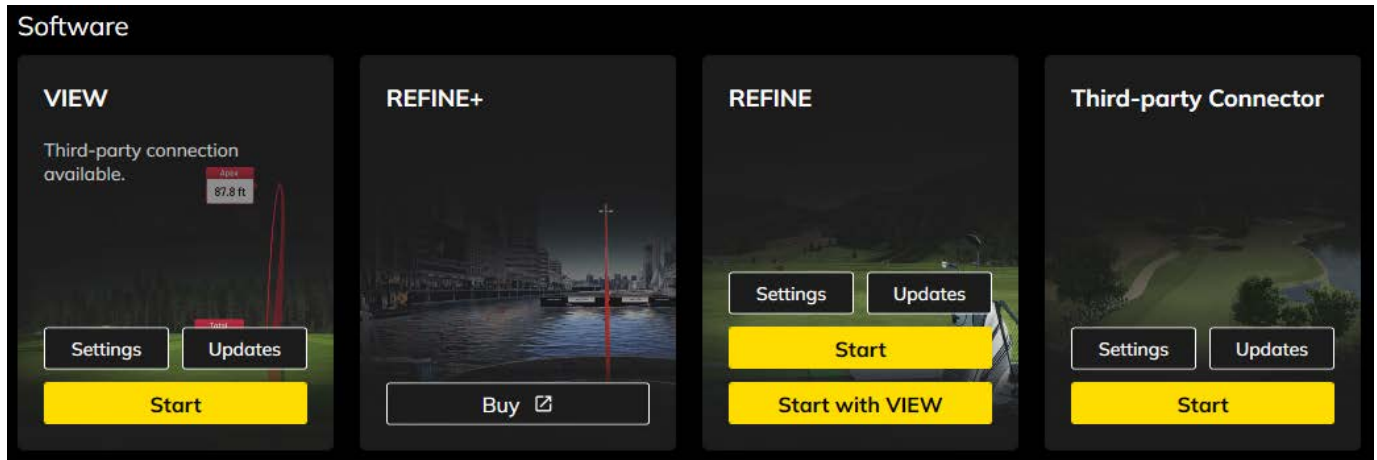 Software
VIEW
Third-party connection
available.
Apex
87.8 ft
Total
Settings
Updates
Start
REFINE+
Buy
REFINE
Settings
Updates
Start
Start with VIEW
Third-party Connector
Settings
Updates
Start